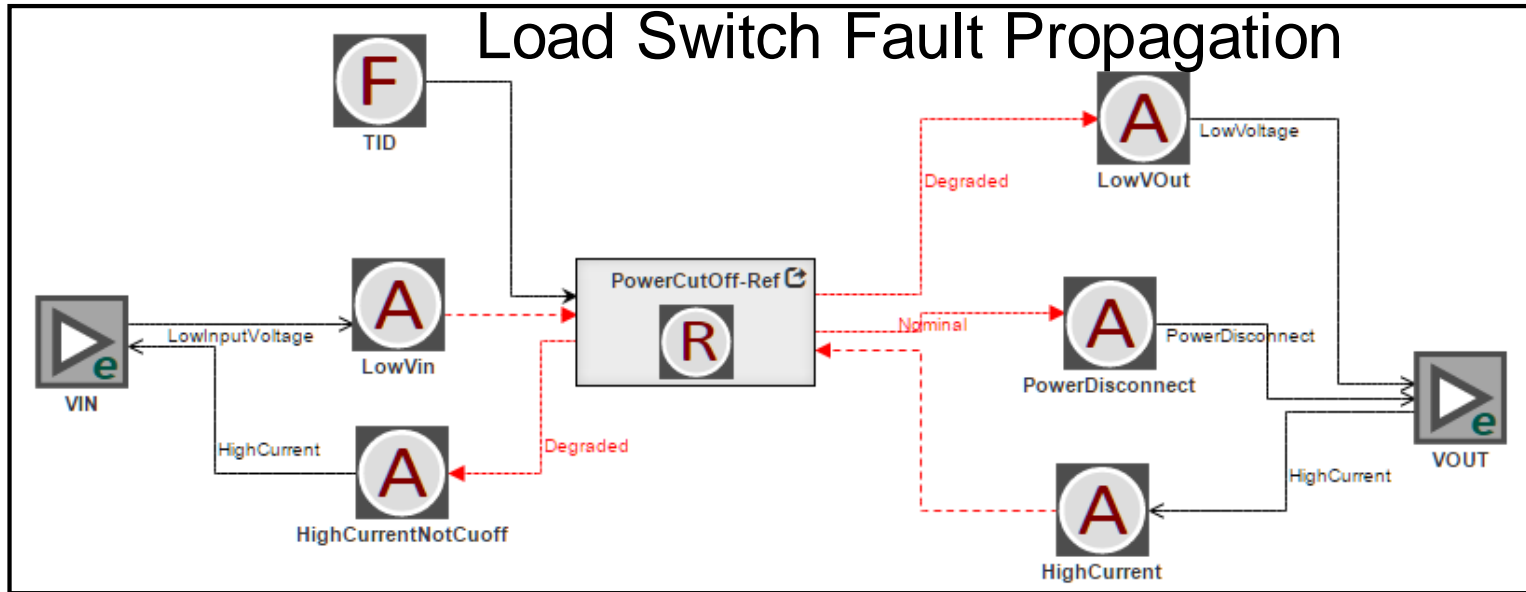 Load Switch Fault Propagation
F
TID
A
LowVOut
LowVoltage
Degraded
PowerCutOff-Ref
R
A
LowVin
LowInputVoltage
VIN
e
Nominal
A
PowerDisconnect
PowerDisconnect
VOUT
e
HighCurrent
A
HighCurrentNotCuoff
Degraded
HighCurrent
A
HighCurrent